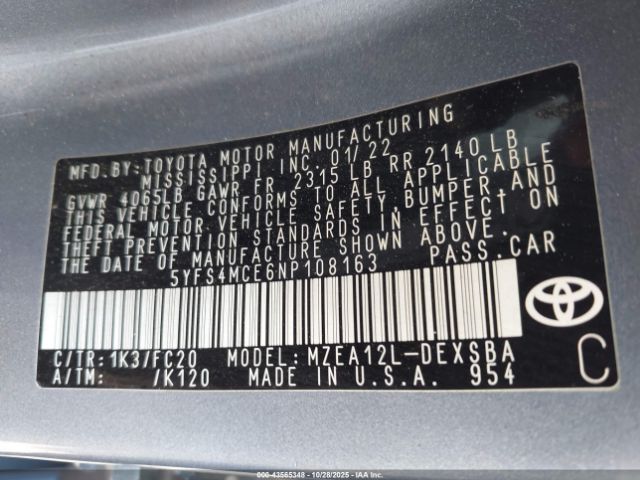 MFD.BY:TOYOTA MOTOR MANUFACTURING
MISSISSIPPI INC. 01/22
GVWR 4065LB GAWR FR 2315 LB RR 2140 LB
THIS VEHICLE CONFORMS TO ALL APPLICABLE
FEDERAL MOTOR VEHICLE SAFETY, BUMPER, AND
THEFT PREVENTION STANDARDS IN EFFECT ON
THE DATE OF MANUFACTURE SHOWN ABOVE.
5YFS4MCE6NP108163 PASS.CAR
C/TR:1K3/FC20 MODEL:MZEA12L-DEXSBA
A/TM: /K120 MADE IN U.S.A. 954
C
000-43565348 - 10/28/2025 - IAAI.COM